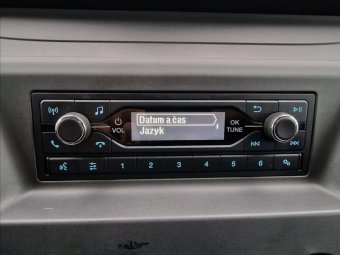 Datum a čas
Jazyk
VOL
OK
TUNE
1 2 3 4 5 6